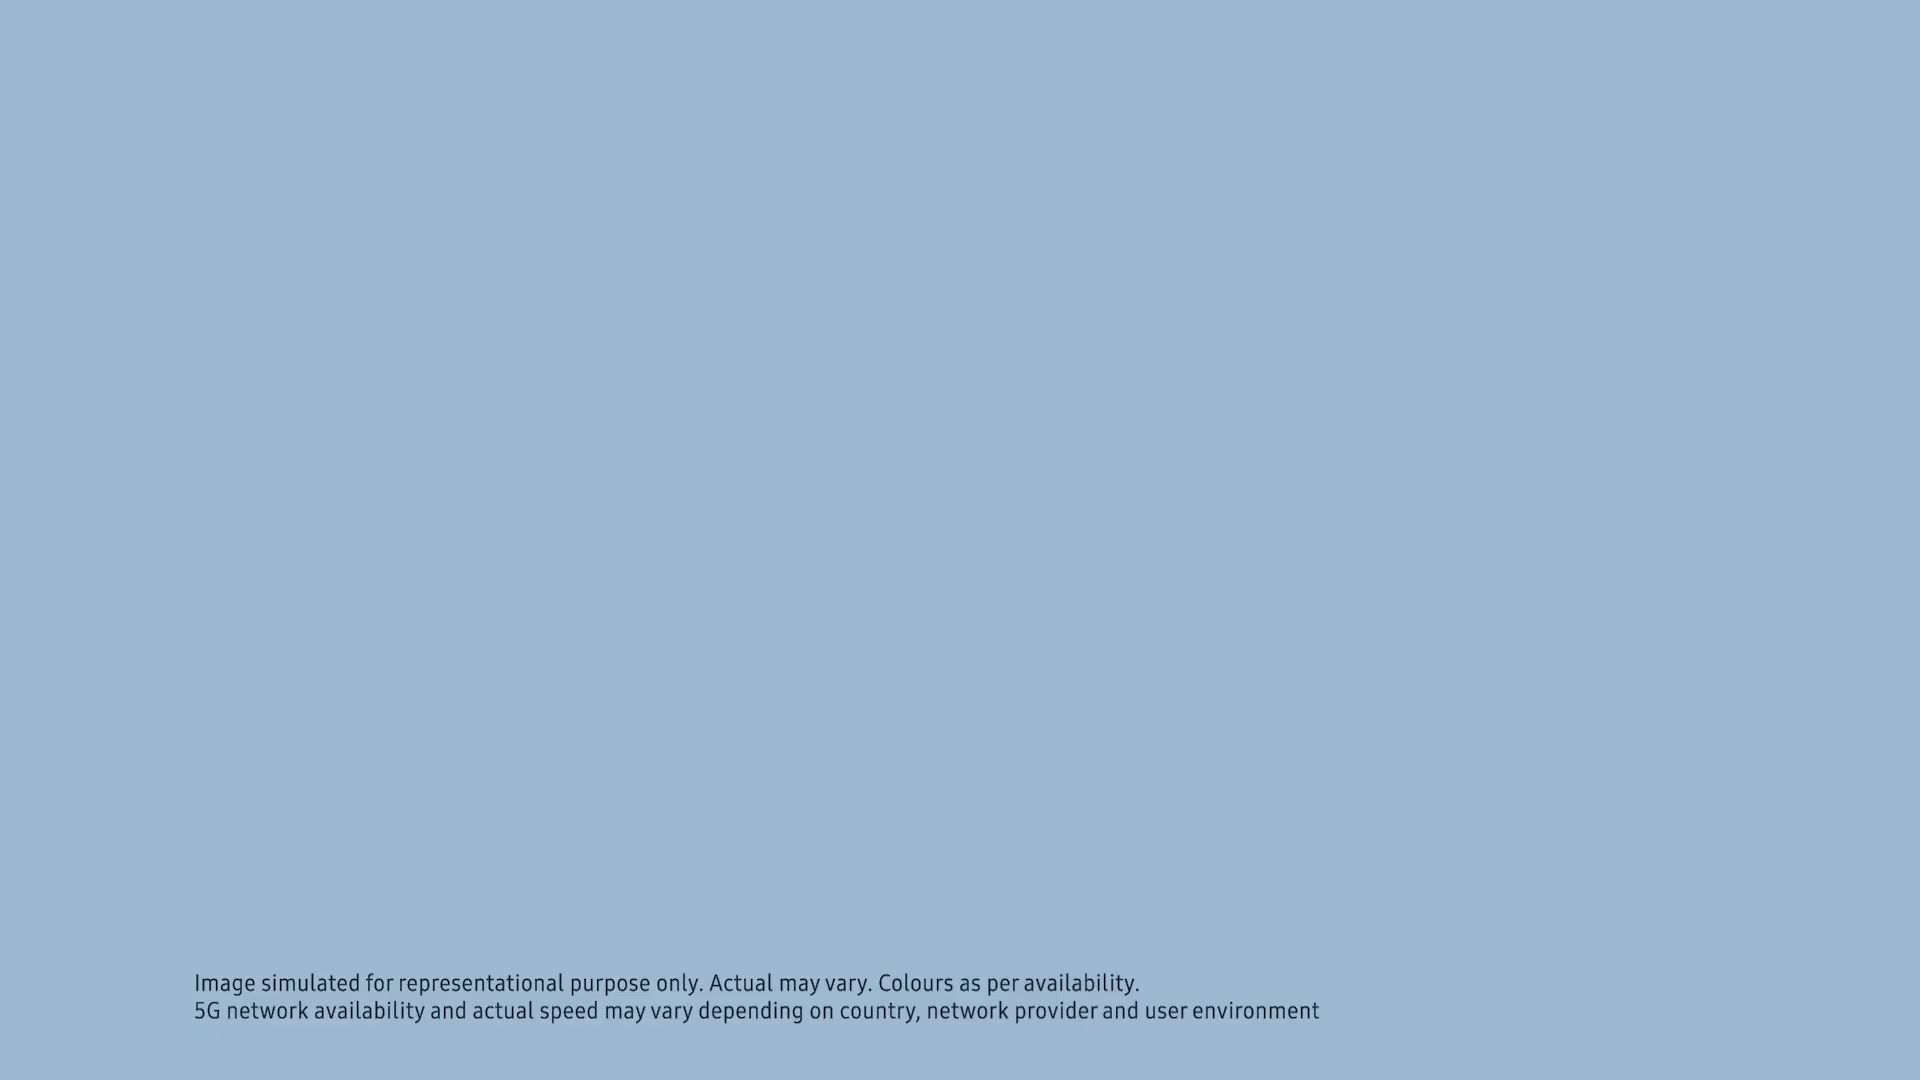 Image simulated for representational purpose only. Actual may vary. Colours as per availability.
5G network availability and actual speed may vary depending on country, network provider and user environment